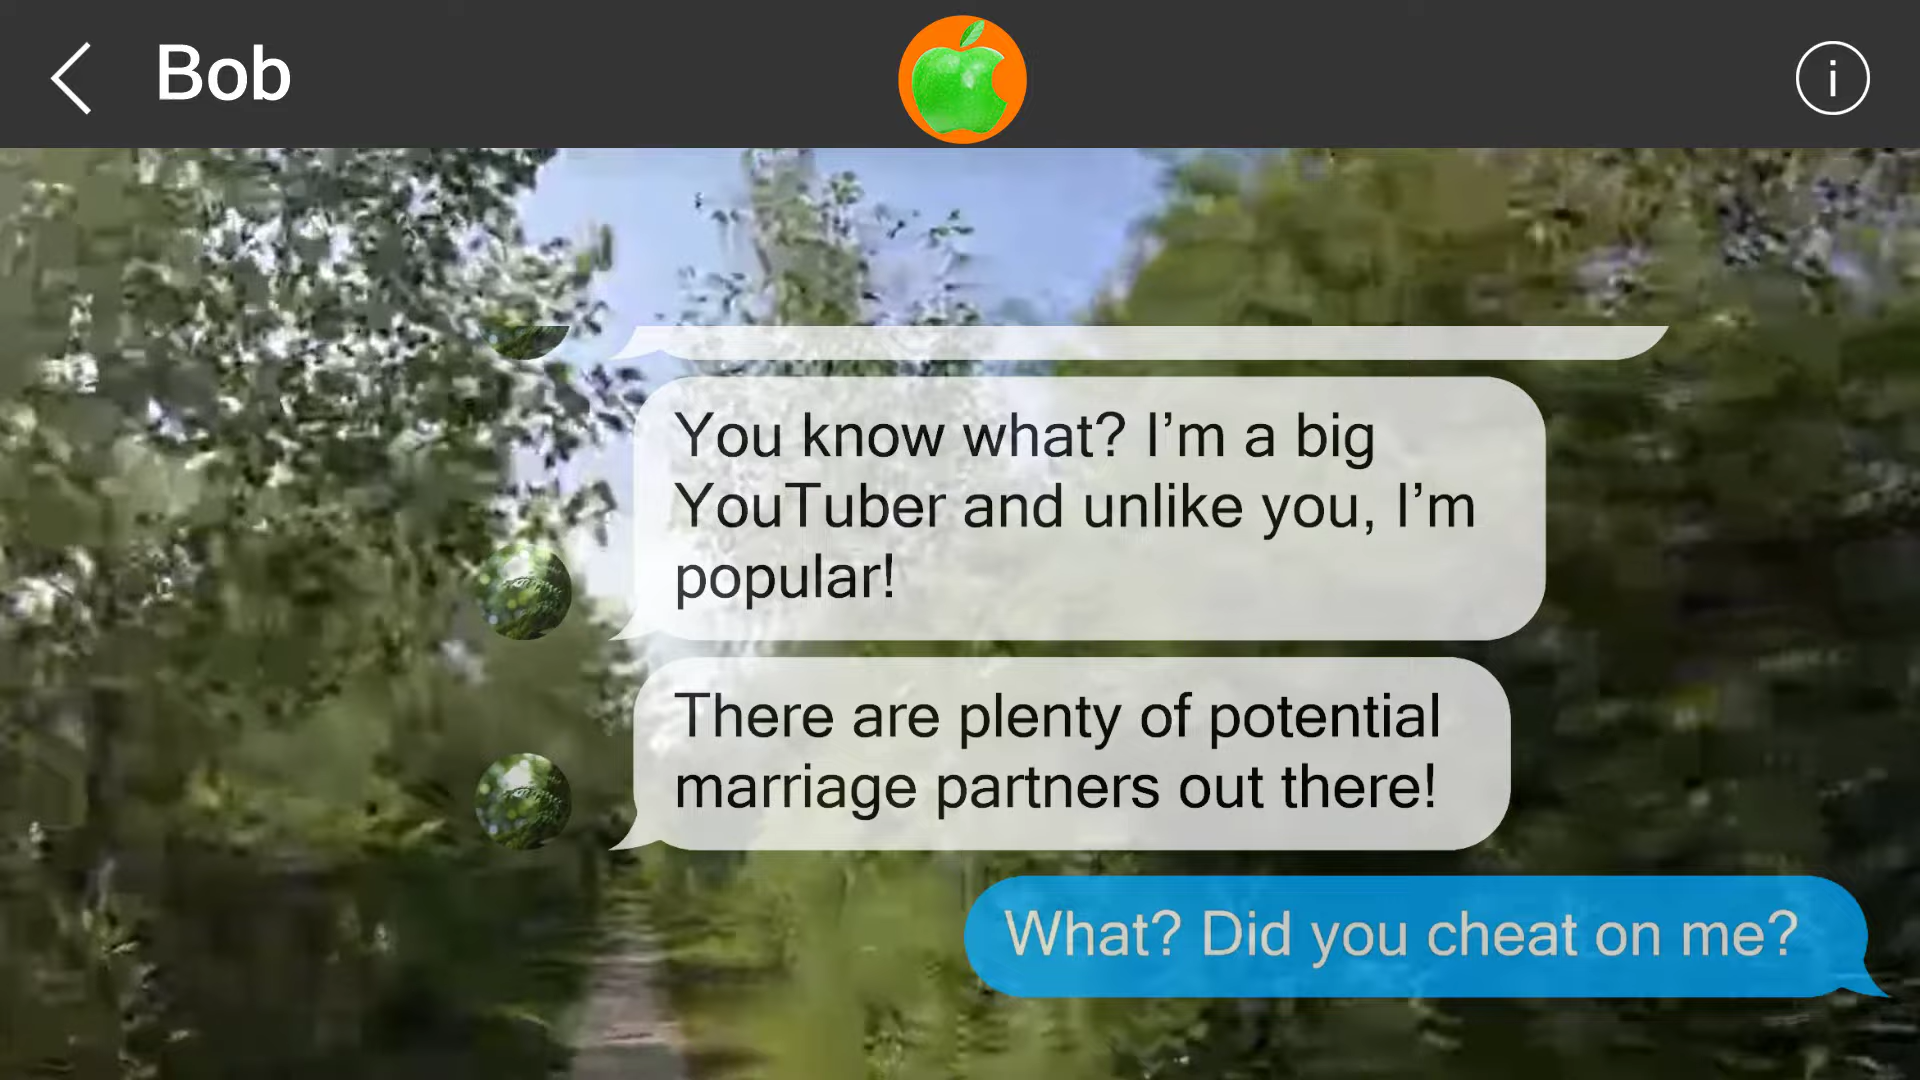 Bob
You know what? I’m a big
YouTuber and unlike you, I’m
popular!
There are plenty of potential
marriage partners out there!
What? Did you cheat on me?